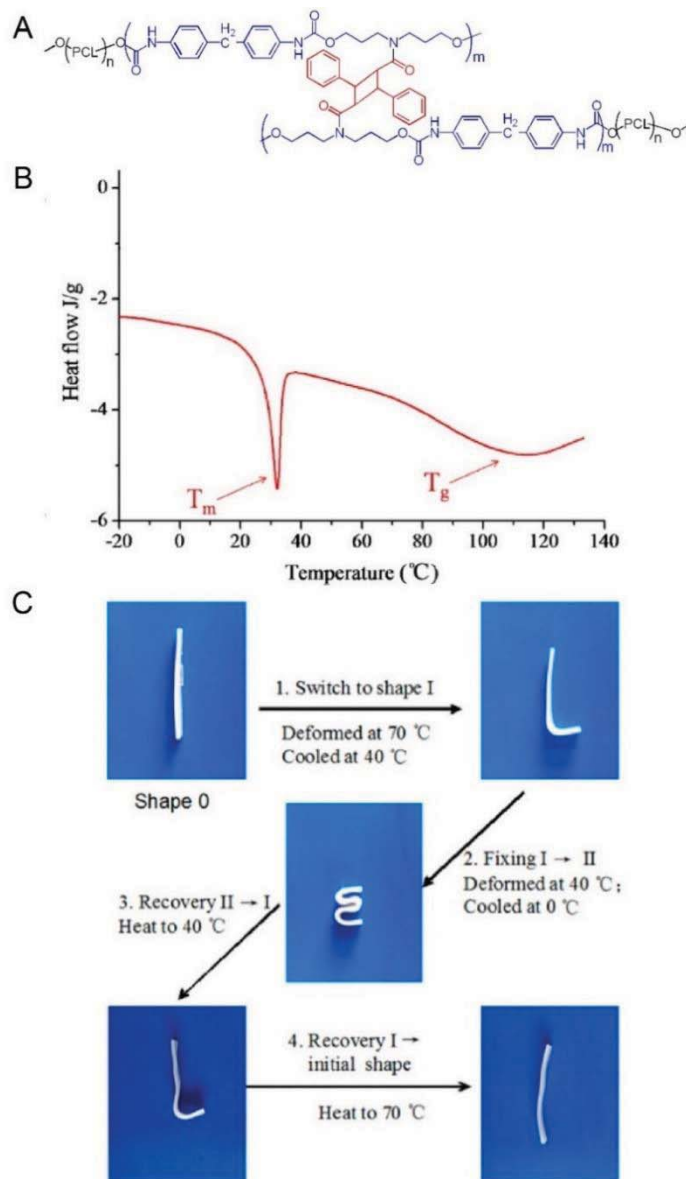 A
O (PCL) n O ( C O N H CH2 N H C O O N O ) m
O
O
( O N O C O N H C H2 N H C O ) m O (PCL) n O
B
0
-2
-4
-6
Heat flow J/g
Tm
Tg
-20 0 20 40 60 80 100 120 140
Temperature (℃)
C
1. Switch to shape I
Deformed at 70 ℃
Cooled at 40 ℃
Shape 0
2. Fixing I → II
Deformed at 40 ℃;
Cooled at 0 ℃
3. Recovery II → I
Heat to 40 ℃
4. Recovery I →
initial shape
Heat to 70 ℃